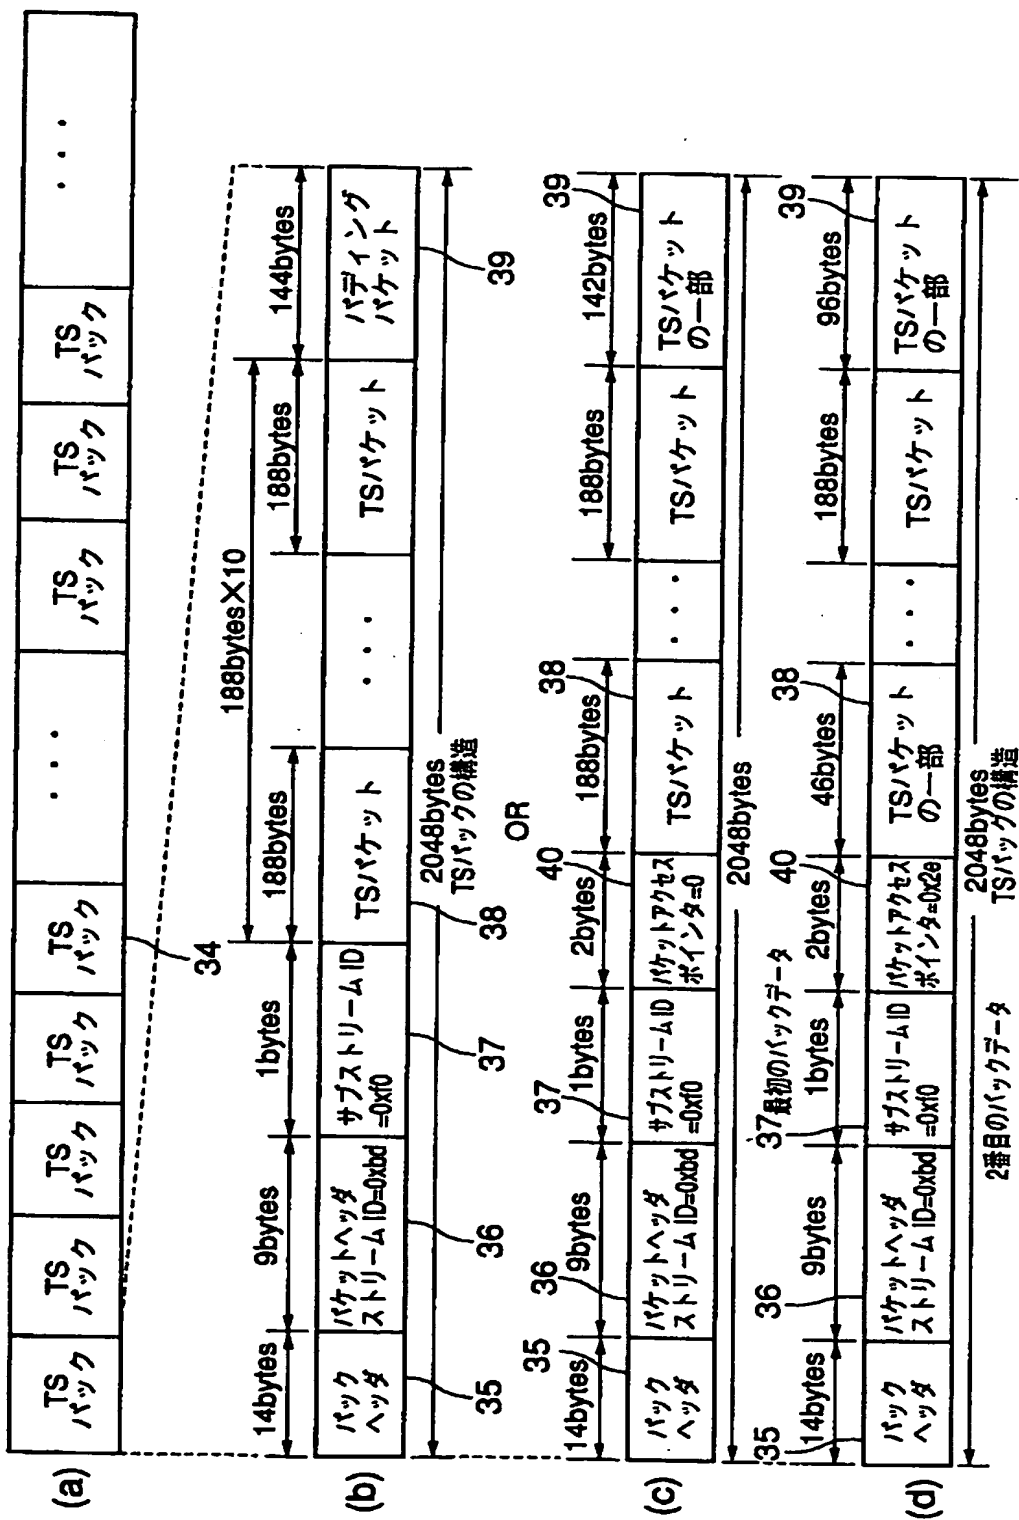 (a)
TS
パック
TS
パック
TS
パック
TS
パック
TS
パック
・・・
TS
パック
TS
パック
TS
パック
・・・
34
(b)
14bytes
9bytes
1bytes
188bytes
188bytes×10
188bytes
144bytes
パック
ヘッダ
パケットヘッダ
ストリームID=0xbd
サブストリームID
=0xf0
TSパケット
・・・
TSパケット
パディング
パケット
35
36
37
38
39
2048bytes
TSパックの構造
OR
(c)
35
36
37
40
38
39
14bytes
9bytes
1bytes
2bytes
188bytes
188bytes
142bytes
パック
ヘッダ
パケットヘッダ
ストリームID=0xbd
サブストリームID
=0xf0
パケットアクセス
ポインタ=0
TSパケット
・・・
TSパケット
TSパケット
の一部
2048bytes
最初のパックデータ
(d)
35
36
37
40
38
39
14bytes
9bytes
1bytes
2bytes
46bytes
188bytes
96bytes
パック
ヘッダ
パケットヘッダ
ストリームID=0xbd
サブストリームID
=0xf0
パケットアクセス
ポインタ=0x2e
TSパケット
の一部
・・・
TSパケット
TSパケット
の一部
2048bytes
2番目のパックデータ
TSパックの構造